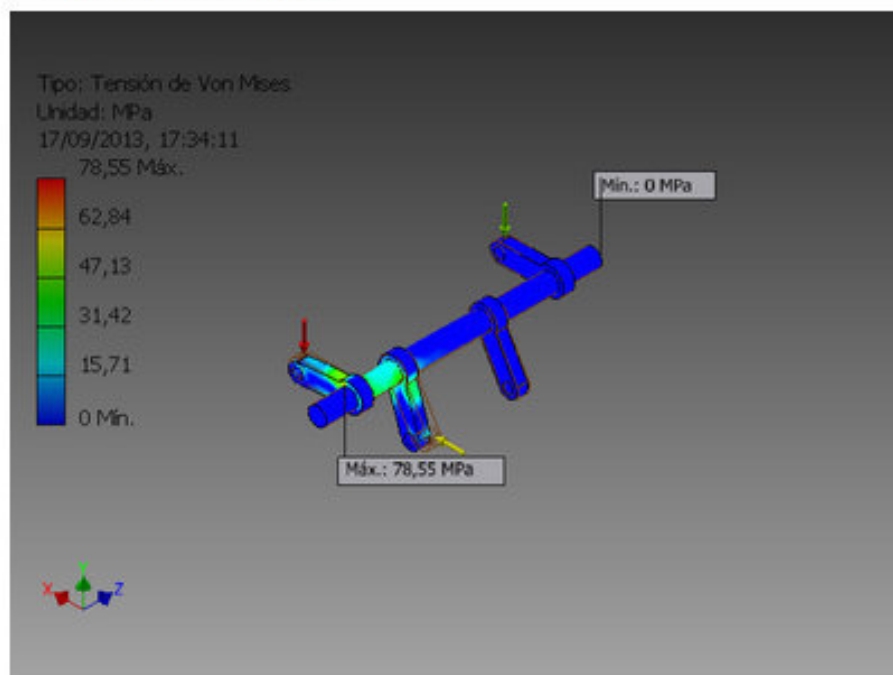 Tipo: Tensión de Von Mises
Unidad: MPa
17/09/2013, 17:34:11
78,55 Máx.
62,84
47,13
31,42
15,71
0 Mín.
Mín.: 0 MPa
Máx.: 78,55 MPa
Y
X
Z